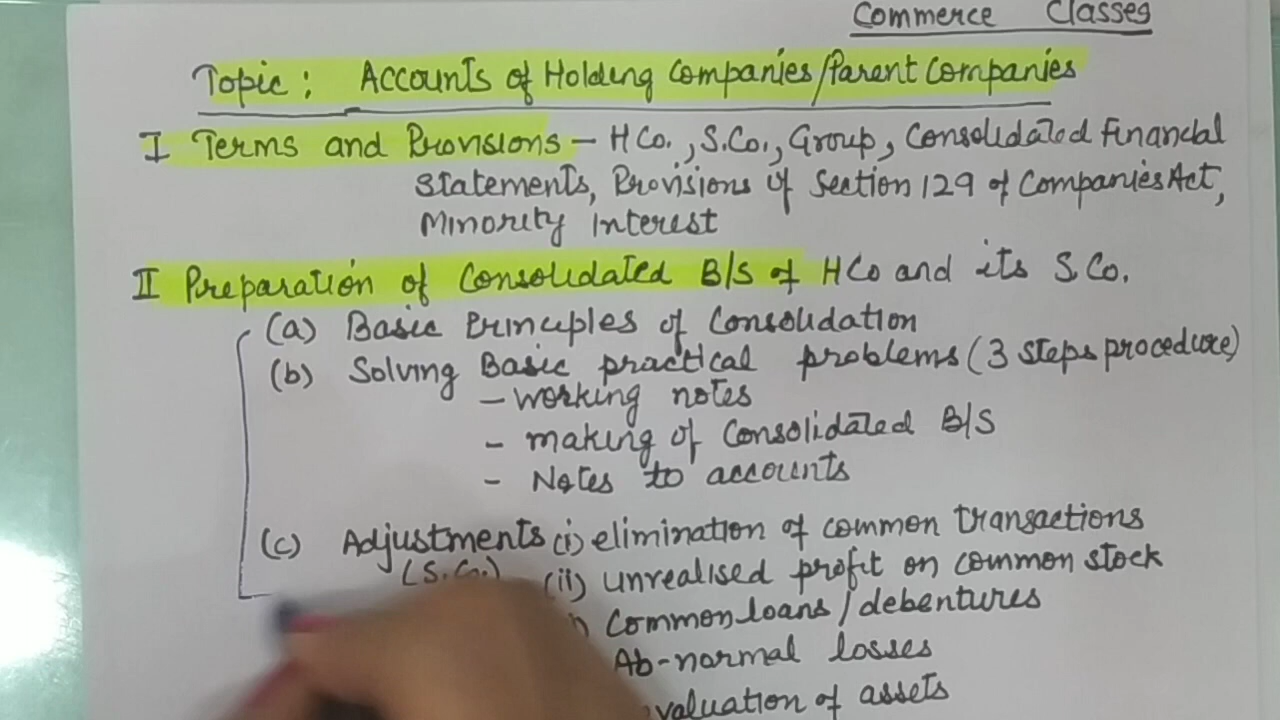 Commerce Classes
Topic: Accounts of Holding Companies/Parent Companies
I Terms and Provisions - H Co., S.Co., Group, Consolidated Financial
Statements, Provisions of Section 129 of Companies Act,
Minority Interest
II Preparation of Consolidated B/S of H Co and its S.Co.
(a) Basic Principles of Consolidation
(b) Solving Basic practical problems (3 steps procedure)
- working notes
- making of Consolidated B/S
- Notes to accounts
(c) Adjustments (i) elimination of common transactions
(S.Co.) (ii) unrealised profit on common stock
Common loans/debentures
Ab-normal losses
valuation of assets